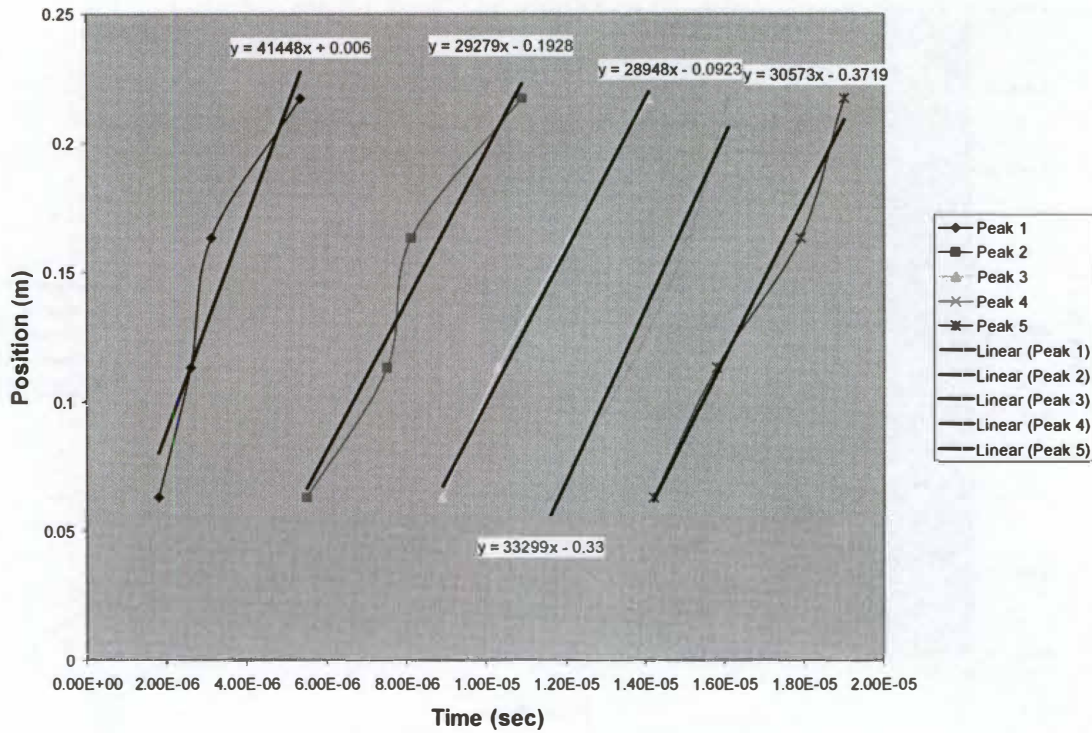 0.25
y = 41448x + 0.006
y = 29279x - 0.1928
y = 28948x - 0.0923
y = 30573x - 0.3719
0.2
0.15
0.1
0.05
0
y = 33299x - 0.33
Position (m)
0.00E+00 2.00E-06 4.00E-06 6.00E-06 8.00E-06 1.00E-05 1.20E-05 1.40E-05 1.60E-05 1.80E-05 2.00E-05
Time (sec)
Peak 1
Peak 2
Peak 3
Peak 4
Peak 5
Linear (Peak 1)
Linear (Peak 2)
Linear (Peak 3)
Linear (Peak 4)
Linear (Peak 5)